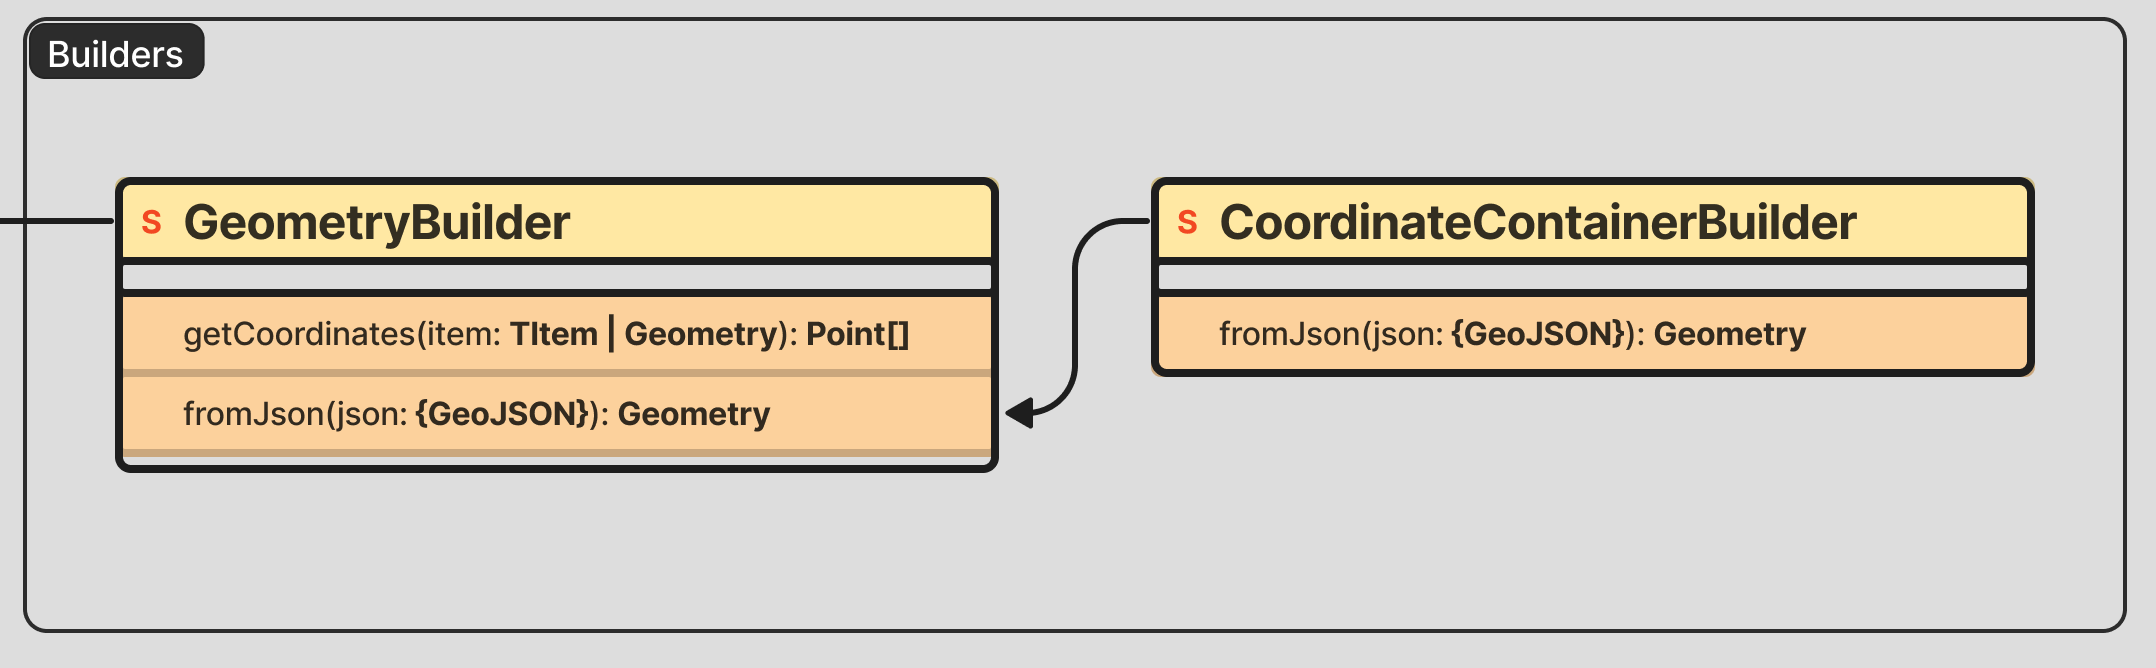 Builders
S GeometryBuilder
getCoordinates(item: TItem | Geometry): Point[]
fromJson(json: {GeoJSON}): Geometry
S CoordinateContainerBuilder
fromJson(json: {GeoJSON}): Geometry